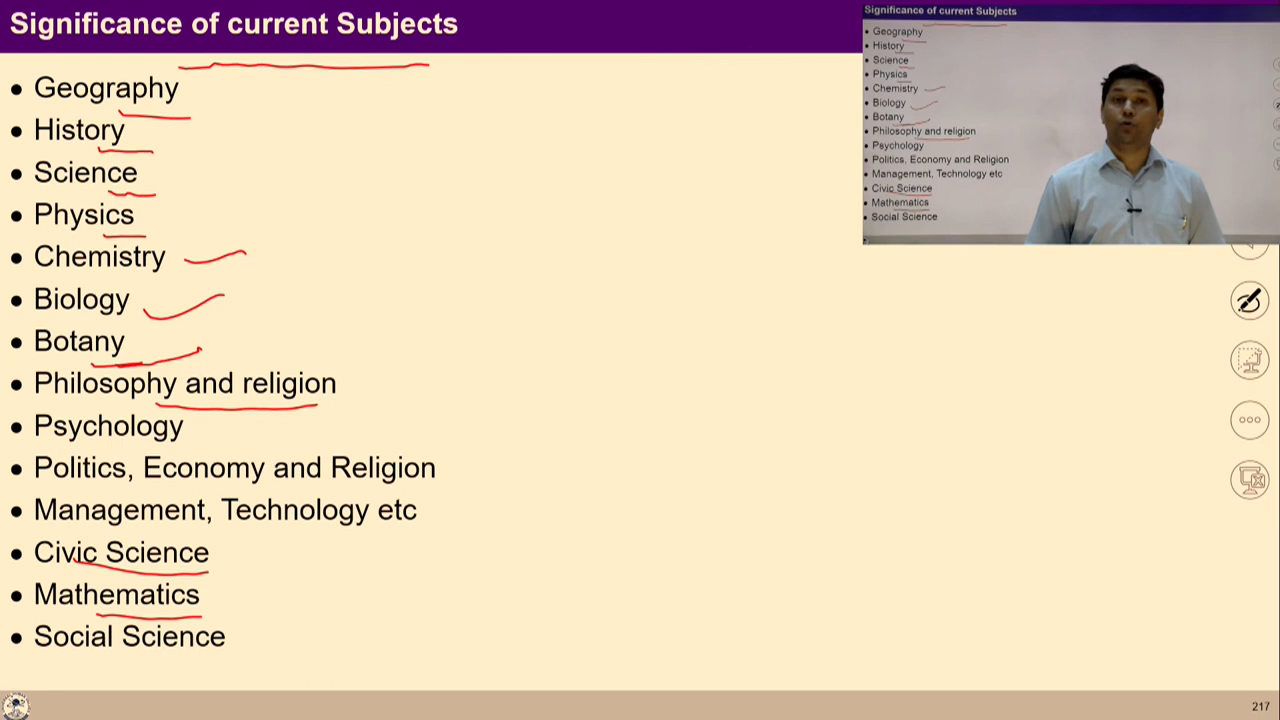 Significance of current Subjects
• Geography
• History
• Science
• Physics
• Chemistry
• Biology
• Botany
• Philosophy and religion
• Psychology
• Politics, Economy and Religion
• Management, Technology etc
• Civic Science
• Mathematics
• Social Science
Significance of current Subjects
• Geography
• History
• Science
• Physics
• Chemistry
• Biology
• Botany
• Philosophy and religion
• Psychology
• Politics, Economy and Religion
• Management, Technology etc
• Civic Science
• Mathematics
• Social Science
217